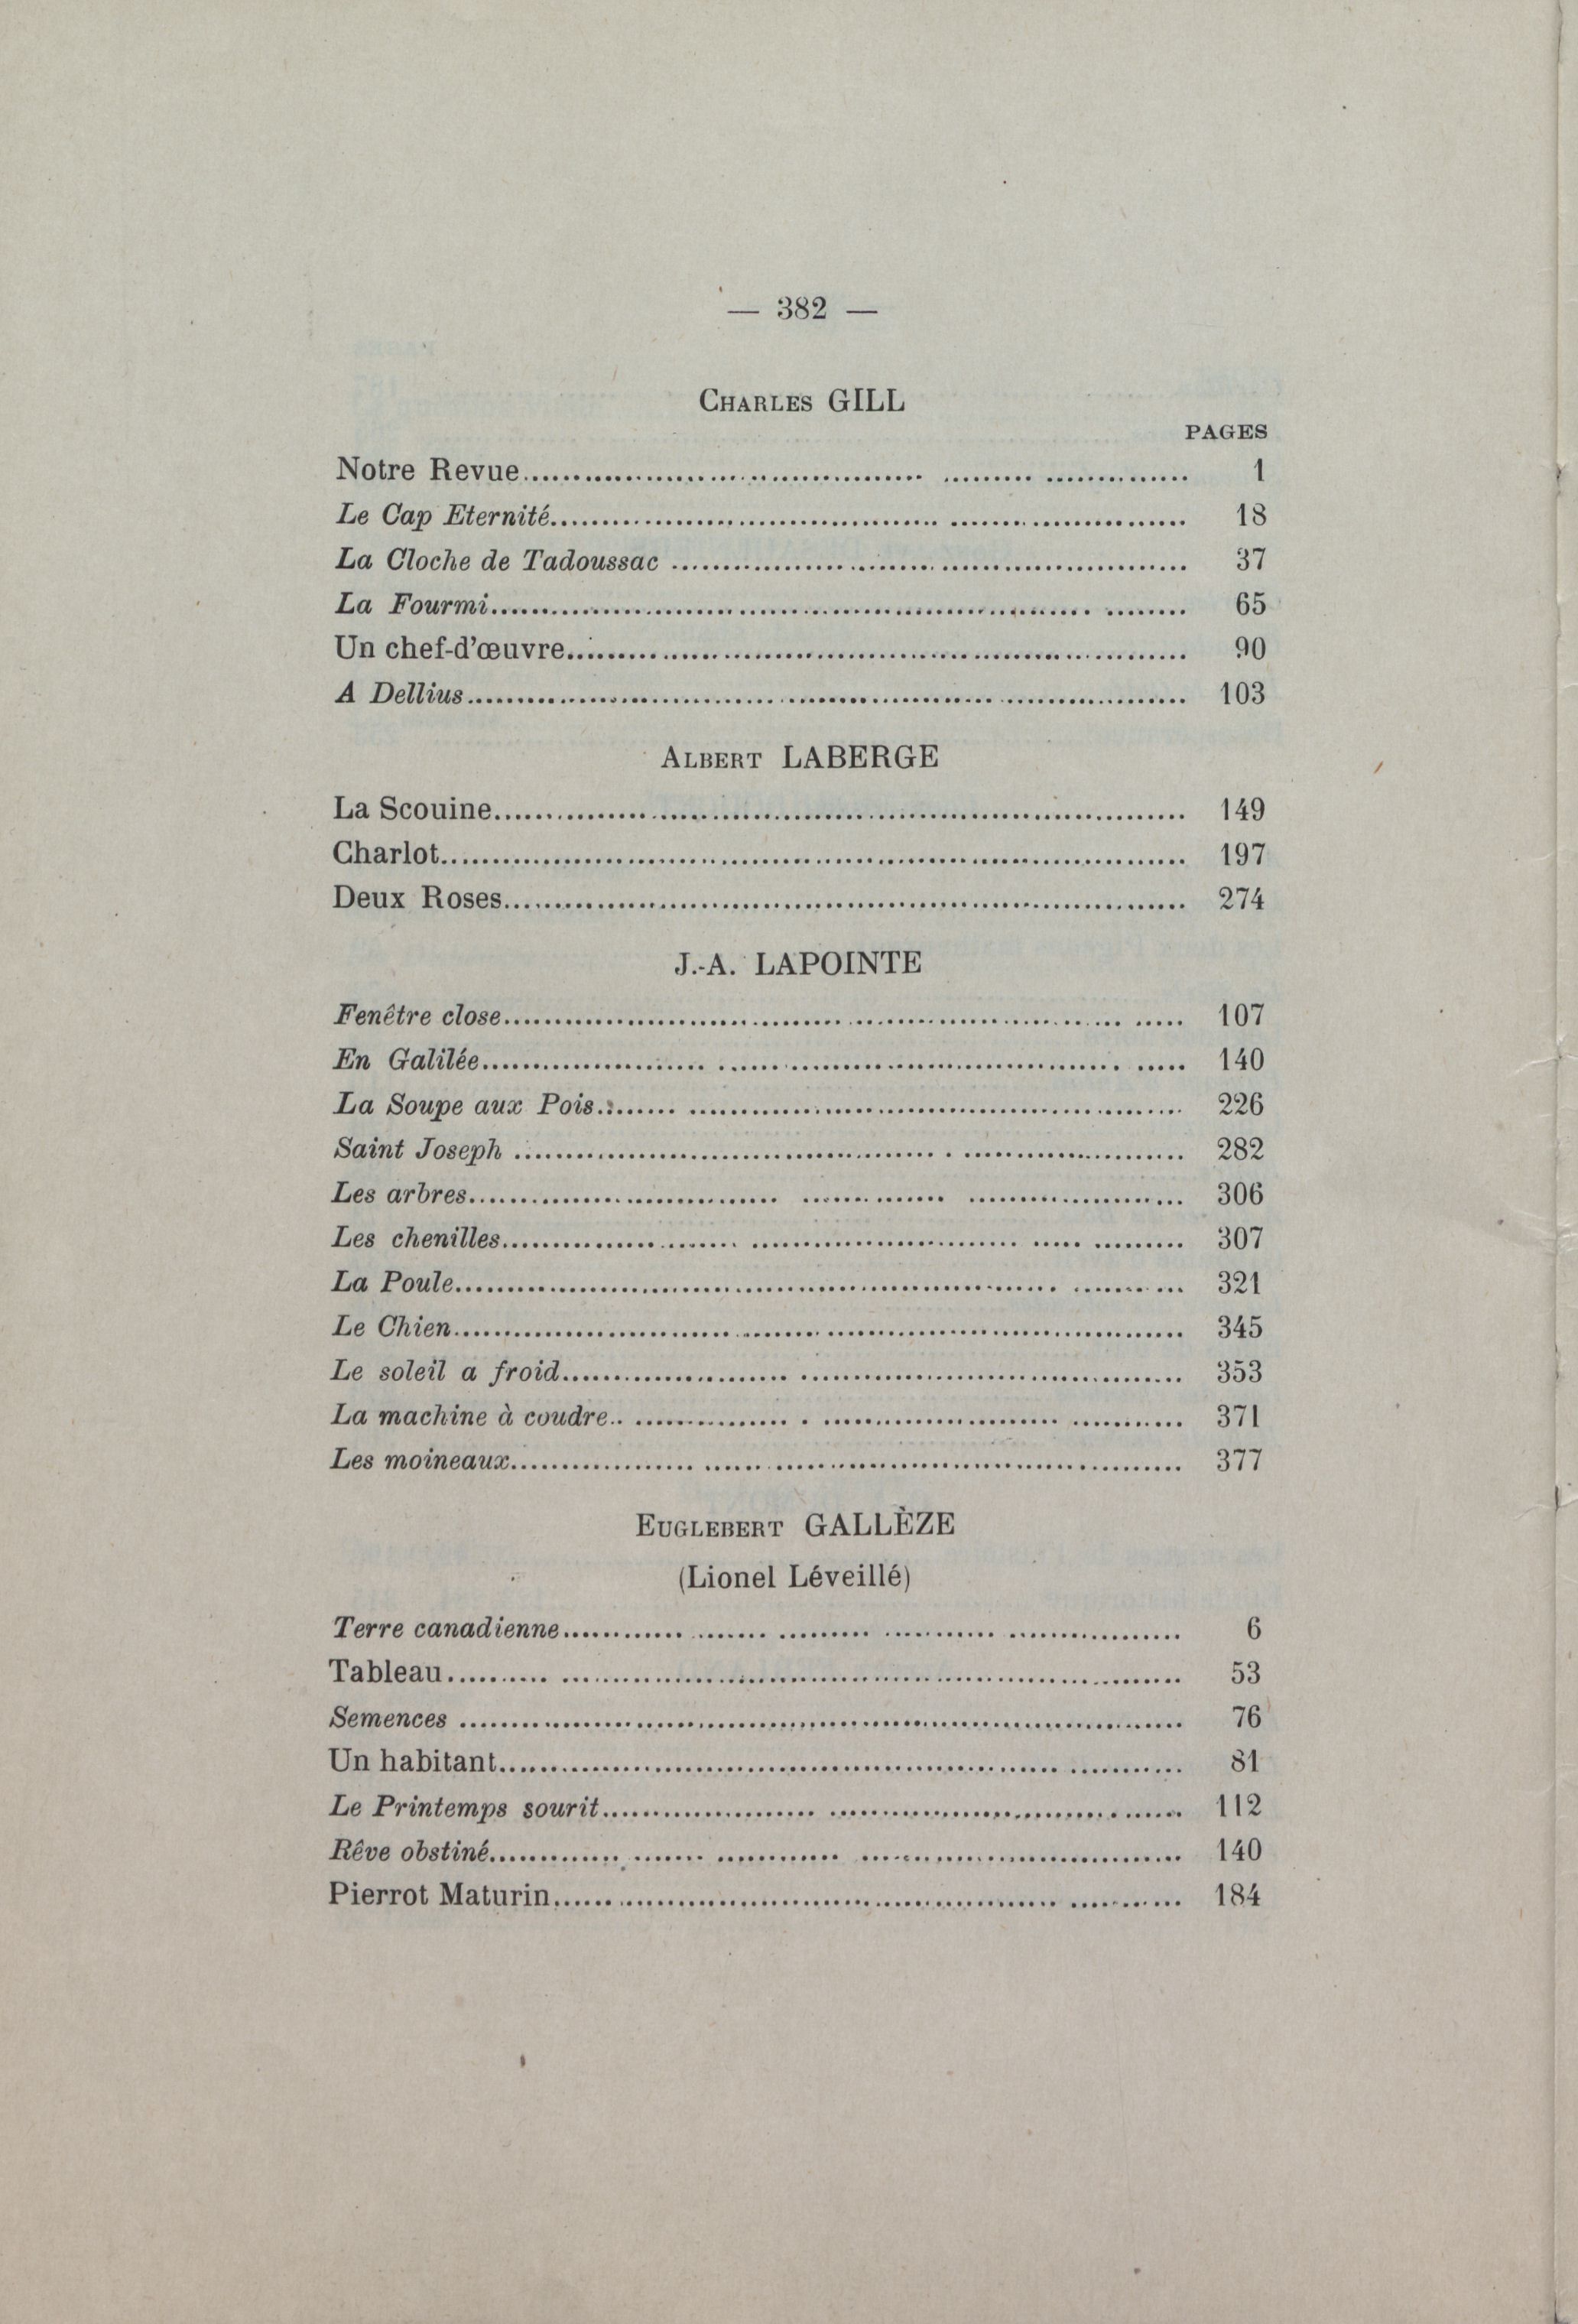 — 382 —
CHARLES GILL
PAGES
Notre Revue.......... 1
Le Cap Eternité.......... 18
La Cloche de Tadoussac .......... 37
La Fourmi.......... 65
Un chef-d'œuvre.......... 90
A Dellius.......... 103
ALBERT LABERGE
La Scouine.......... 149
Charlot.......... 197
Deux Roses.......... 274
J.-A. LAPOINTE
Fenêtre close.......... 107
En Galilée.......... 140
La Soupe aux Pois.......... 226
Saint Joseph .......... 282
Les arbres.......... 306
Les chenilles.......... 307
La Poule.......... 321
Le Chien.......... 345
Le soleil a froid.......... 353
La machine à coudre.......... 371
Les moineaux.......... 377
EUGLEBERT GALLÈZE
(Lionel Léveillé)
Terre canadienne.......... 6
Tableau.......... 53
Semences .......... 76
Un habitant.......... 81
Le Printemps sourit.......... 112
Rêve obstiné.......... 140
Pierrot Maturin.......... 184